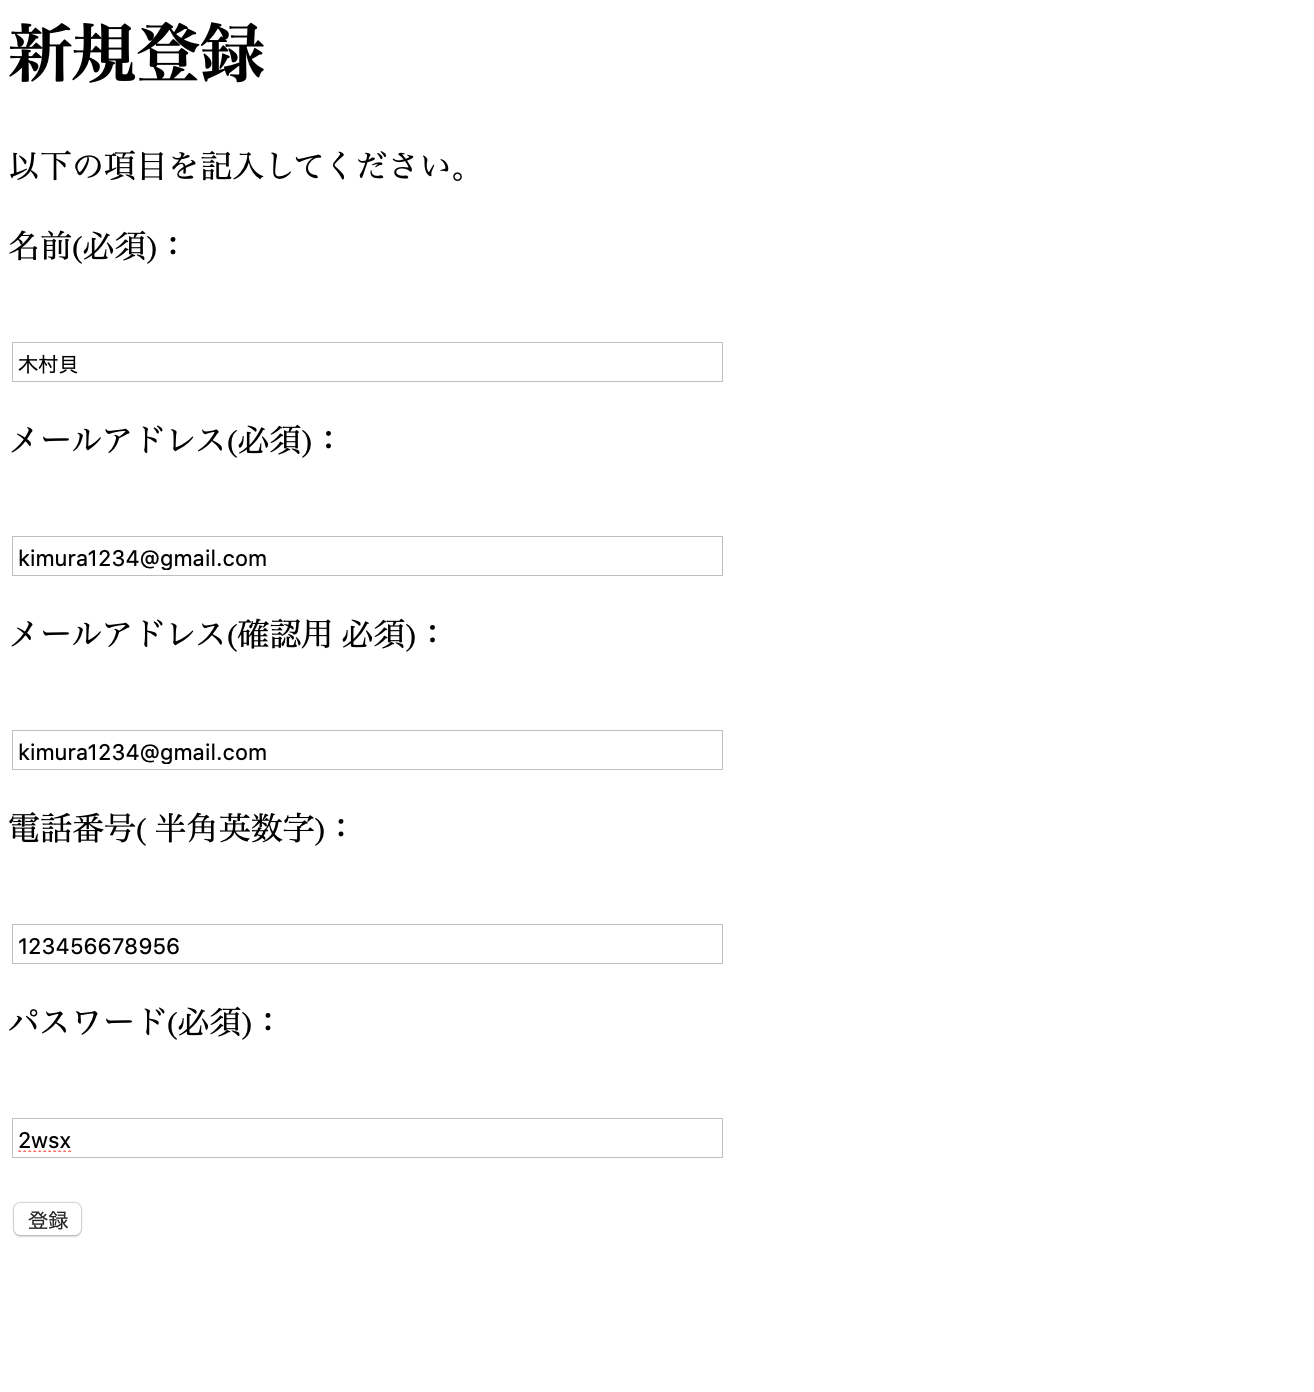 新規登録
以下の項目を記入してください。
名前(必須)：
木村貝
メールアドレス(必須)：
kimura1234@gmail.com
メールアドレス(確認用 必須)：
kimura1234@gmail.com
電話番号( 半角英数字)：
123456678956
パスワード(必須)：
2wsx
登録